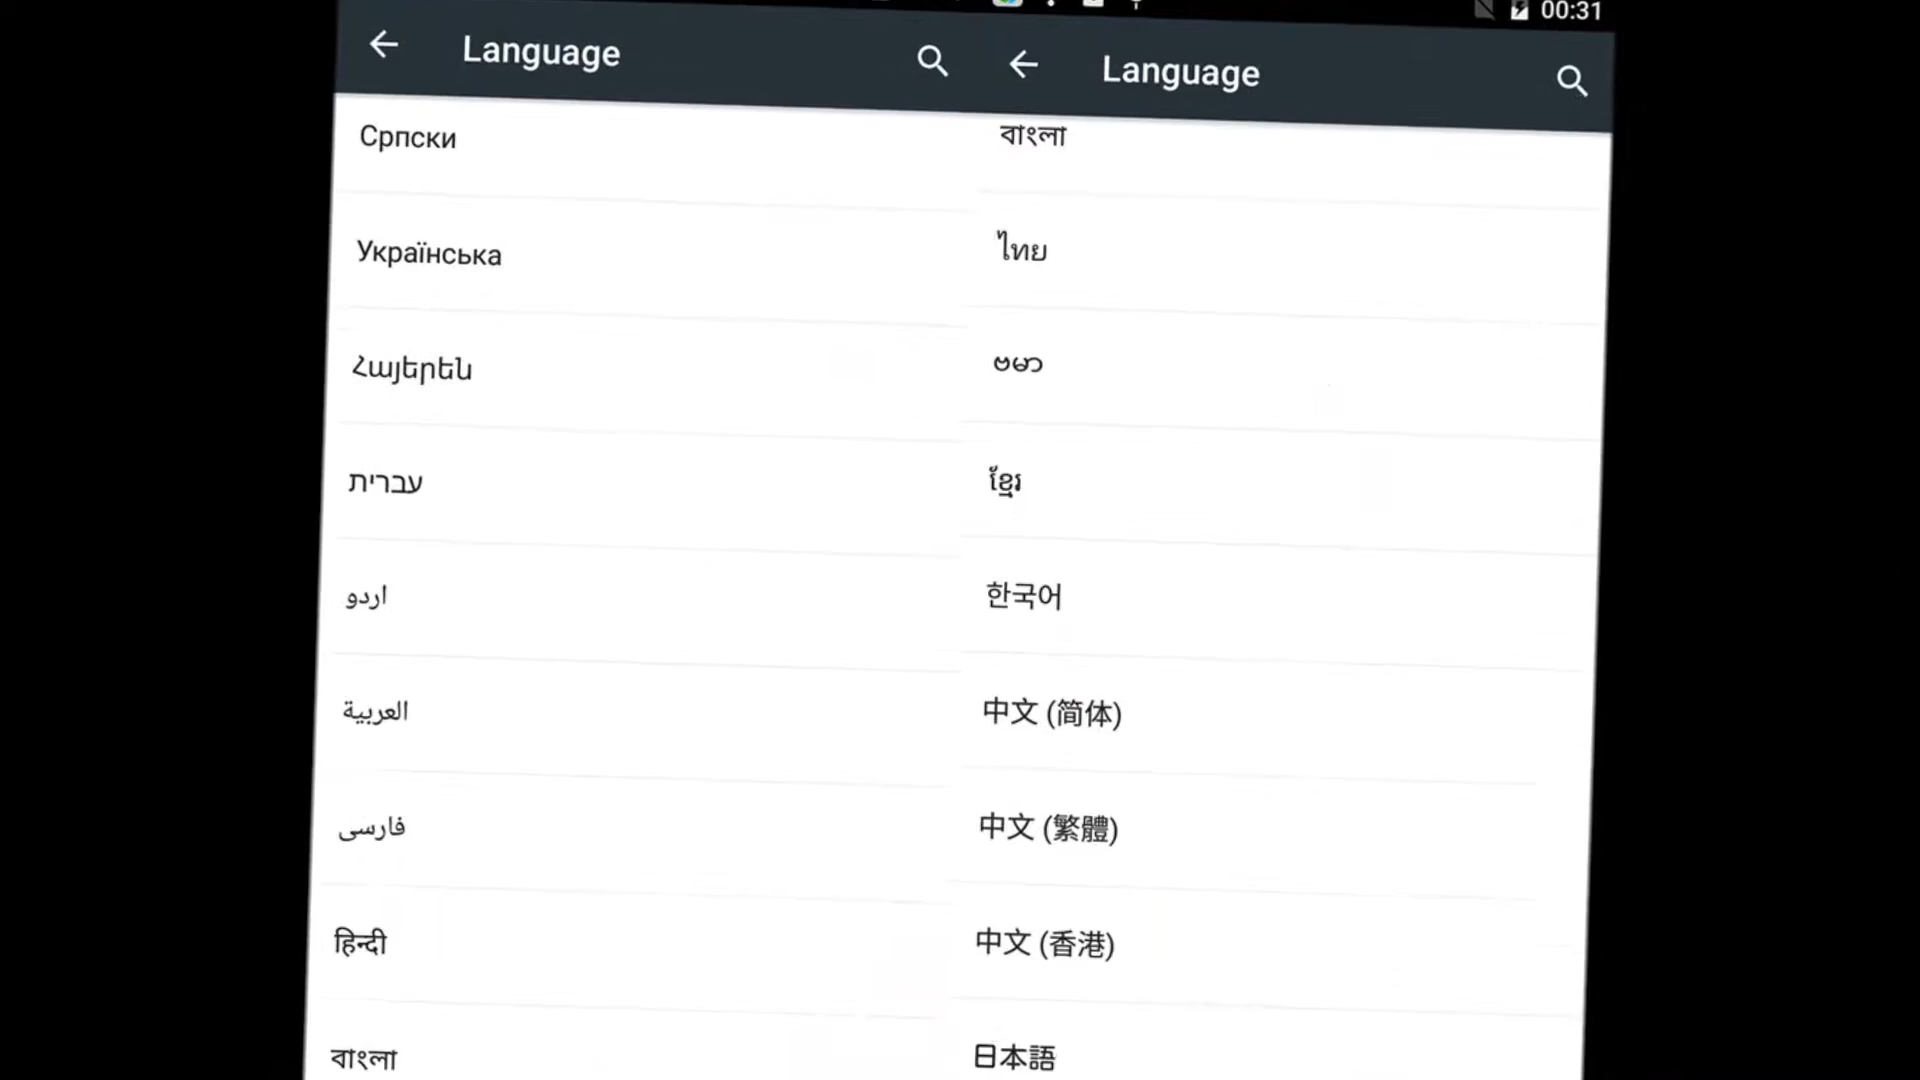 00:31
Language
Српски
Українська
Հայերեն
עברית
اردو
العربية
فارسی
हिन्दी
বাংলা
Language
বাংলা
ไทย
ဗမာ
ខ្មែរ
한국어
中文 (简体)
中文 (繁體)
中文 (香港)
日本語